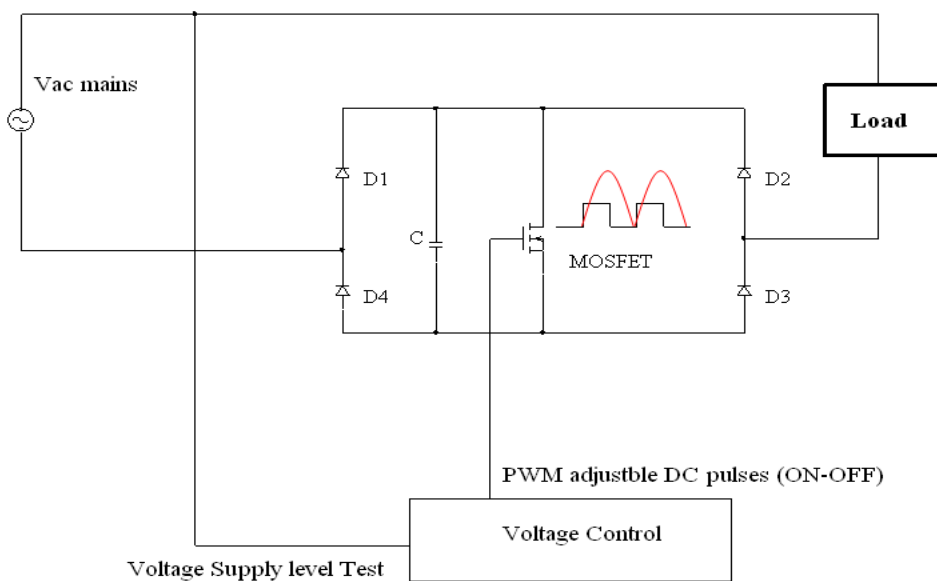 Vac mains
Load
D1
D2
C
MOSFET
D4
D3
PWM adjustble DC pulses (ON-OFF)
Voltage Control
Voltage Supply level Test